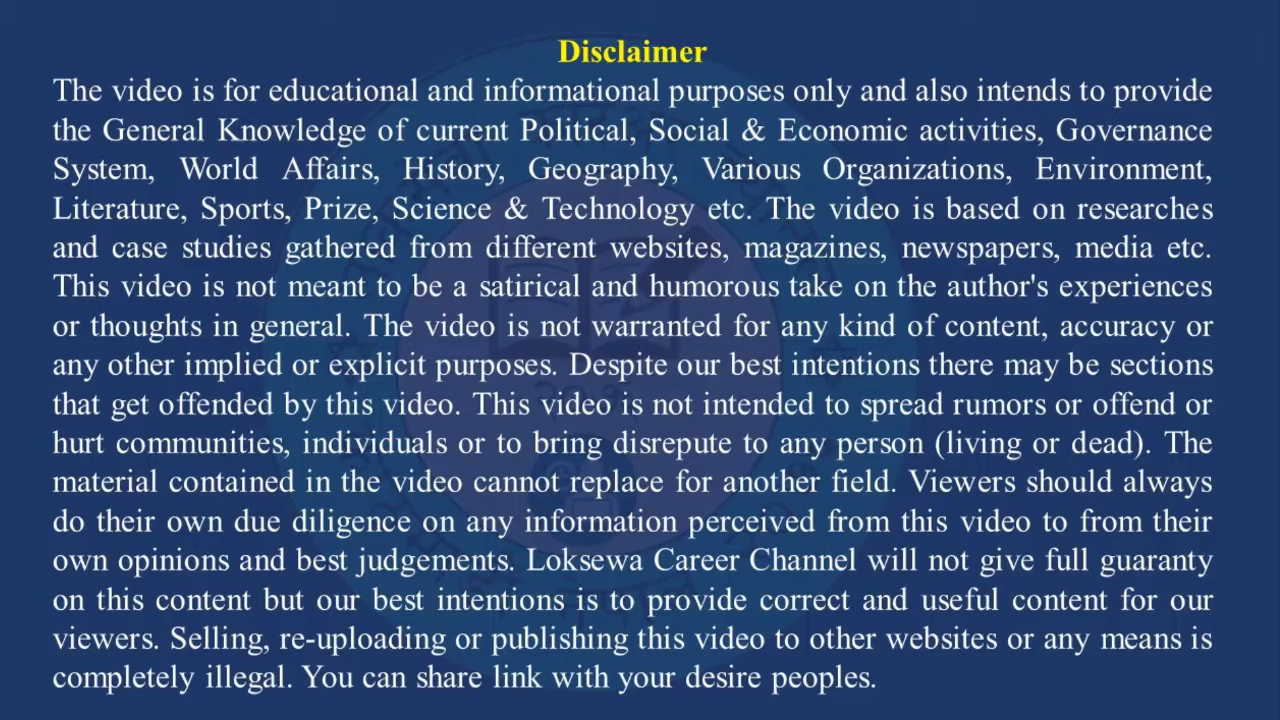 Disclaimer
The video is for educational and informational purposes only and also intends to provide
the General Knowledge of current Political, Social & Economic activities, Governance
System, World Affairs, History, Geography, Various Organizations, Environment,
Literature, Sports, Prize, Science & Technology etc. The video is based on researches
and case studies gathered from different websites, magazines, newspapers, media etc.
This video is not meant to be a satirical and humorous take on the author's experiences
or thoughts in general. The video is not warranted for any kind of content, accuracy or
any other implied or explicit purposes. Despite our best intentions there may be sections
that get offended by this video. This video is not intended to spread rumors or offend or
hurt communities, individuals or to bring disrepute to any person (living or dead). The
material contained in the video cannot replace for another field. Viewers should always
do their own due diligence on any information perceived from this video to from their
own opinions and best judgements. Loksewa Career Channel will not give full guaranty
on this content but our best intentions is to provide correct and useful content for our
viewers. Selling, re-uploading or publishing this video to other websites or any means is
completely illegal. You can share link with your desire peoples.